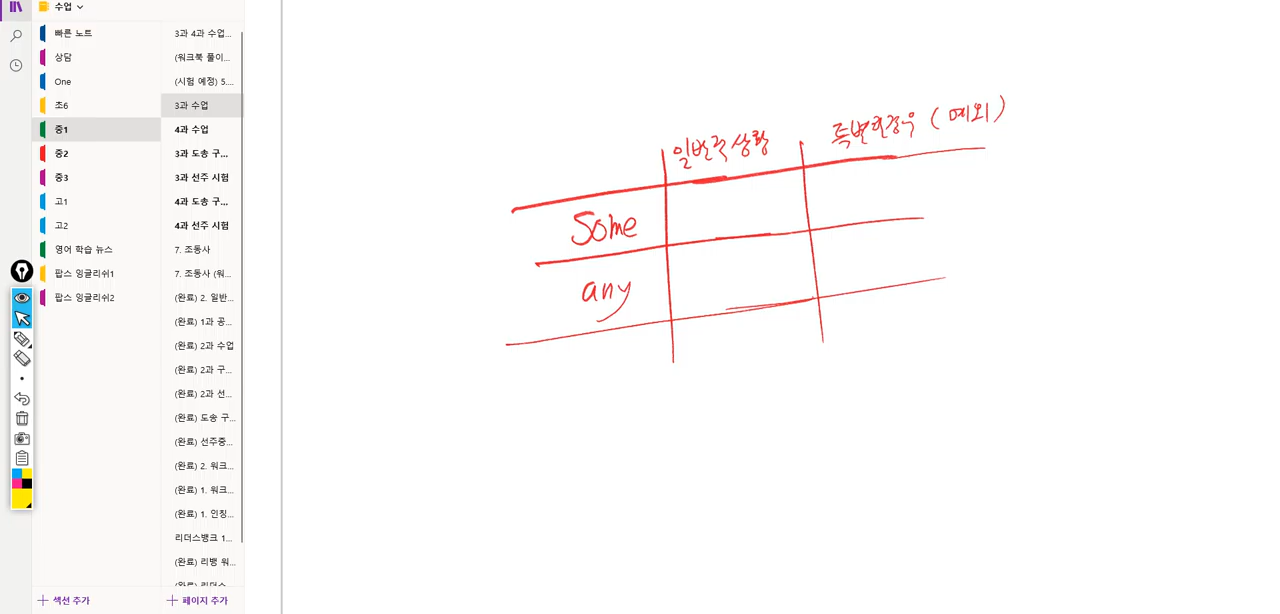 수업
빠른 노트
상담
One
초6
중1
중2
중3
고1
고2
영어 학습 뉴스
팝스 잉글리쉬1
팝스 잉글리쉬2
섹션 추가
3과 4과 수업...
(워크북 풀이...
(시험 예정) 5....
3과 수업
4과 수업
3과 도송 구...
3과 선주 시험
4과 도송 구...
4과 선주 시험
7. 조동사
7. 조동사 (워...
(완료) 2. 일반...
(완료) 1과 공...
(완료) 2과 수업
(완료) 2과 구...
(완료) 2과 선...
(완료) 도송 구...
(완료) 선주중...
(완료) 2. 워크...
(완료) 1. 워크...
(완료) 1. 인칭...
리더스뱅크 1...
(완료) 리뱅 워...
(완료) 리더스...
페이지 추가
일반적 상황
특별한경우 (예외)
Some
any